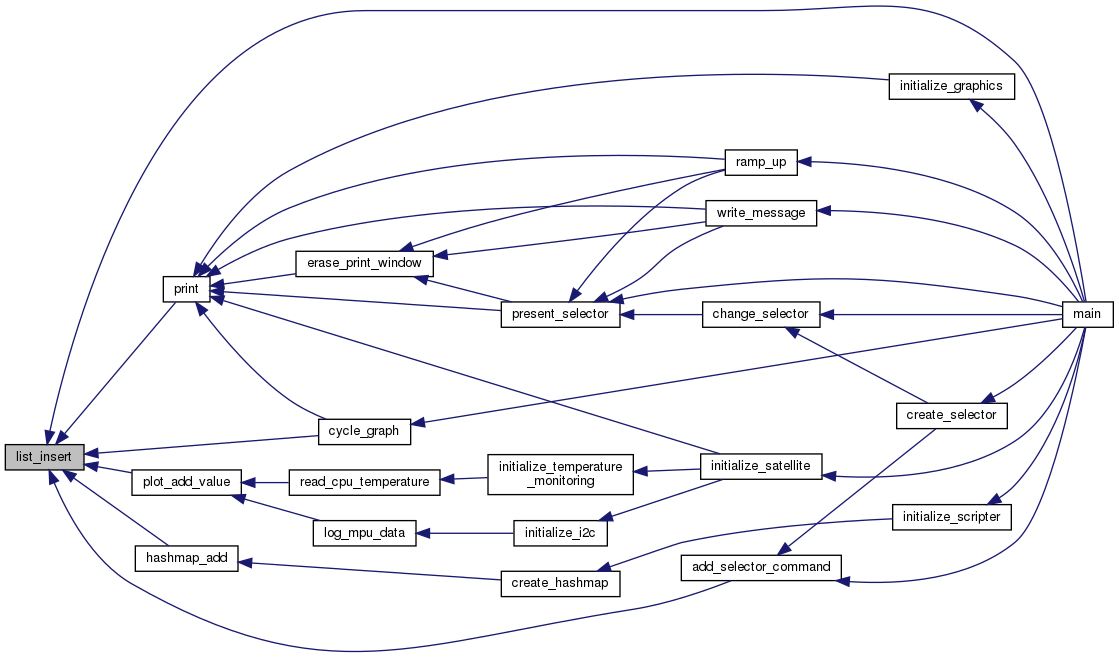 initialize_graphics
ramp_up
write_message
erase_print_window
print
present_selector
change_selector
main
create_selector
cycle_graph
list_insert
initialize_temperature
_monitoring
initialize_satellite
plot_add_value
read_cpu_temperature
initialize_scripter
log_mpu_data
initialize_i2c
hashmap_add
add_selector_command
create_hashmap